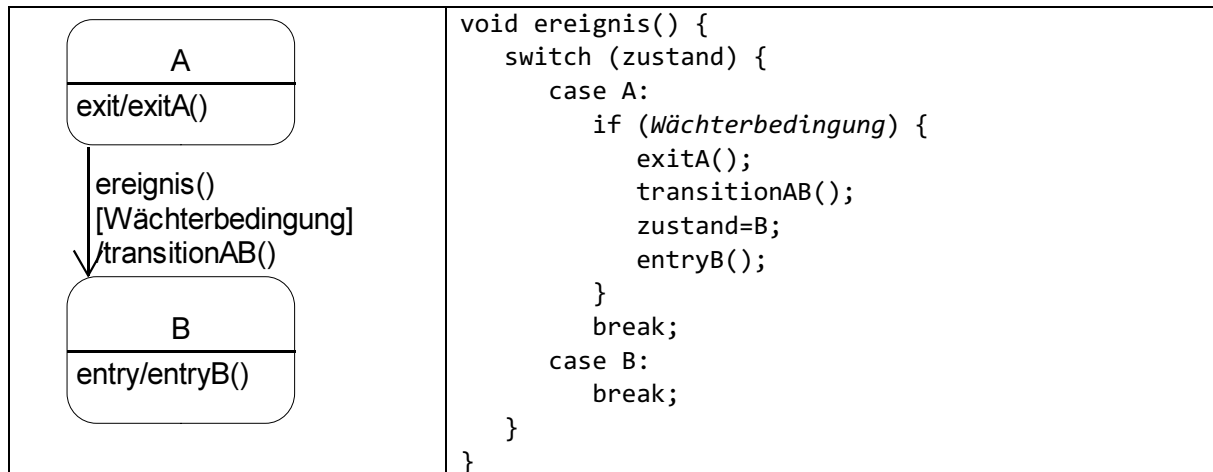 A
exit/exitA()
ereignis()
[Wächterbedingung]
/transitionAB()
B
entry/entryB()
void ereignis() {
   switch (zustand) {
      case A:
         if (Wächterbedingung) {
            exitA();
            transitionAB();
            zustand=B;
            entryB();
         }
         break;
      case B:
         break;
   }
}